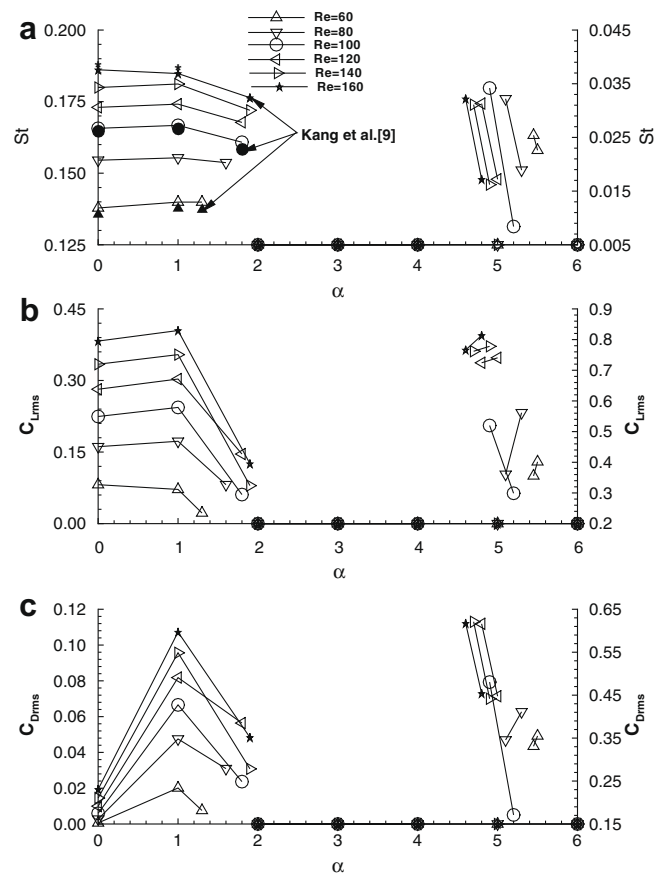 a
Re=60
Re=80
Re=100
Re=120
Re=140
Re=160
Kang et al.[9]
0.200
0.175
0.150
0.125
St
0.045
0.035
0.025
0.015
0.005
St
0 1 2 3 4 5 6
α
b
0.45
0.30
0.15
0.00
CLrms
0.9
0.8
0.7
0.6
0.5
0.4
0.3
0.2
CLrms
0 1 2 3 4 5 6
α
c
0.12
0.10
0.08
0.06
0.04
0.02
0.00
CDrms
0.65
0.55
0.45
0.35
0.25
0.15
CDrms
0 1 2 3 4 5 6
α